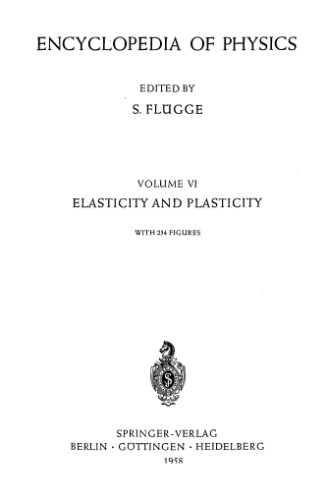 ENCYCLOPEDIA OF PHYSICS
EDITED BY
S. FLÜGGE
VOLUME VI
ELASTICITY AND PLASTICITY
WITH 254 FIGURES
SPRINGER-VERLAG
BERLIN · GÖTTINGEN · HEIDELBERG
1958